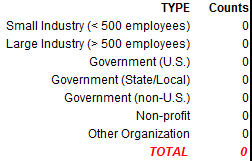 TYPE Counts
Small Industry (< 500 employees) 0
Large Industry (> 500 employees) 0
Government (U.S.) 0
Government (State/Local) 0
Government (non-U.S.) 0
Non-profit 0
Other Organization 0
TOTAL 0